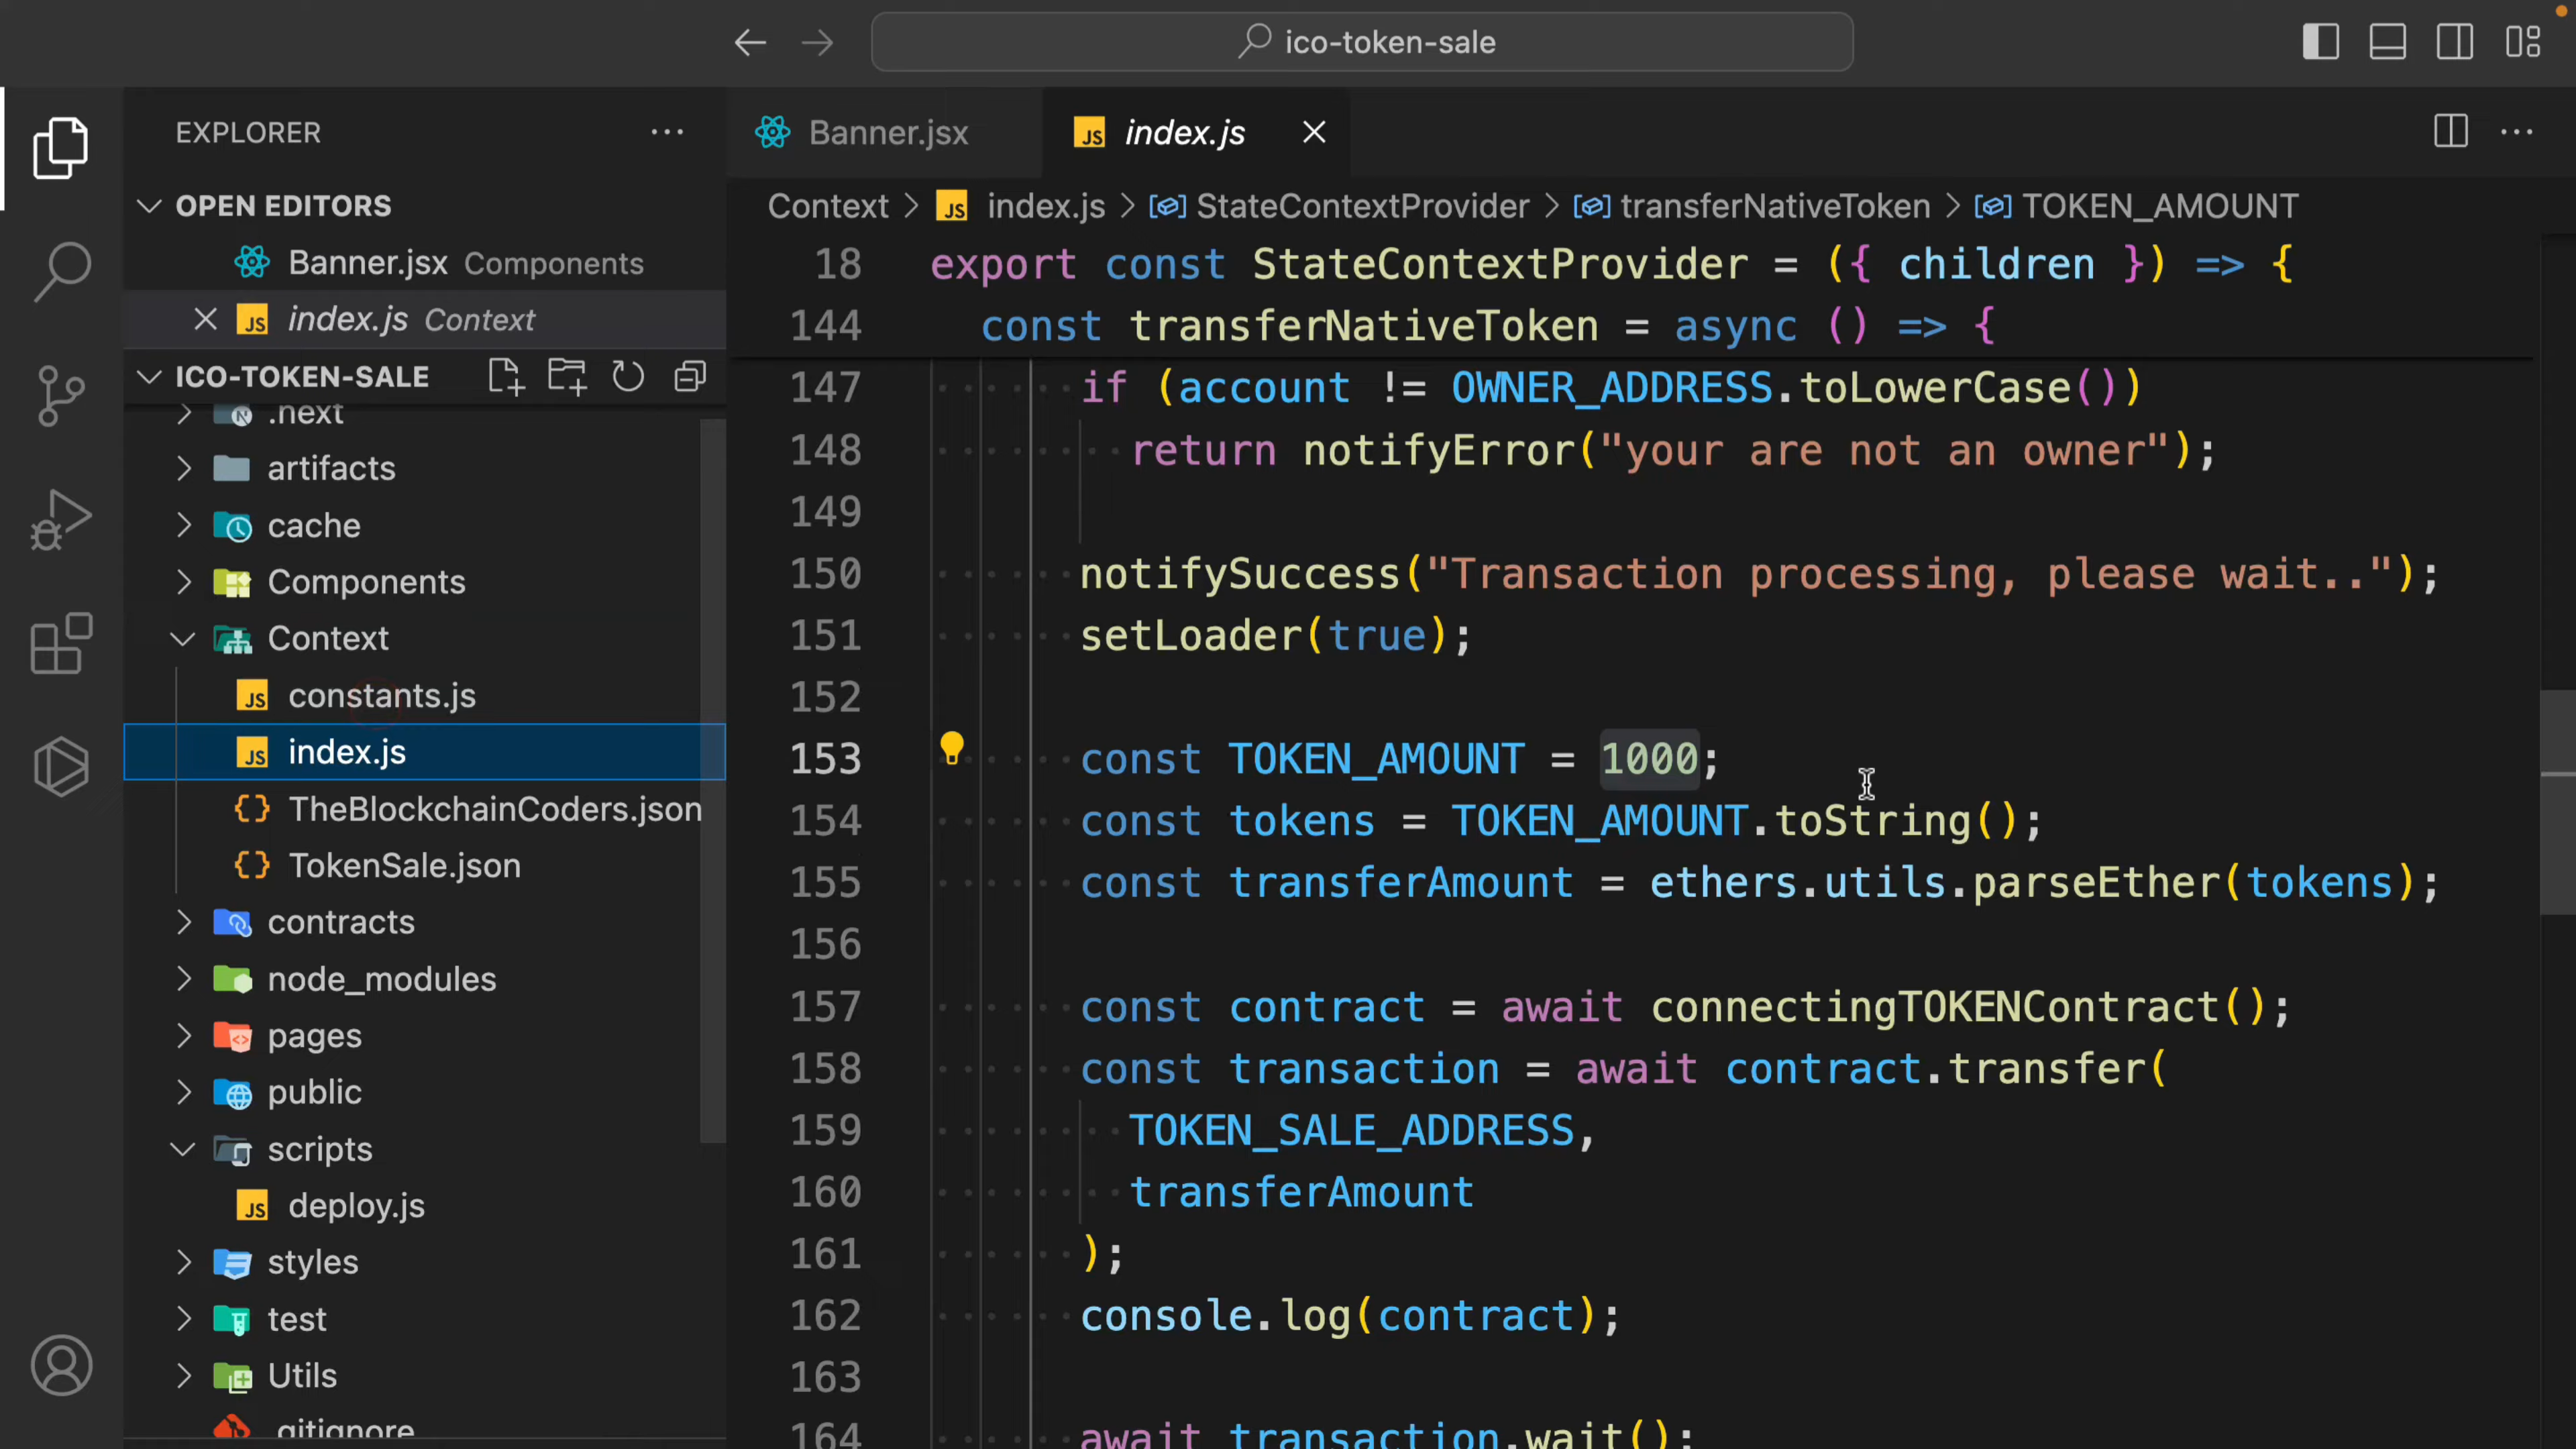 ico-token-sale
EXPLORER
OPEN EDITORS
Banner.jsx Components
index.js Context
ICO-TOKEN-SALE
.next
artifacts
cache
Components
Context
constants.js
index.js
TheBlockchainCoders.json
TokenSale.json
contracts
node_modules
pages
public
scripts
deploy.js
styles
test
Utils
.gitignore
Banner.jsx
index.js
Context > index.js > StateContextProvider > transferNativeToken > TOKEN_AMOUNT
18 export const StateContextProvider = ({ children }) => {
144 const transferNativeToken = async () => {
147 if (account != OWNER_ADDRESS.toLowerCase())
148 return notifyError("your are not an owner");
149
150 notifySuccess("Transaction processing, please wait..");
151 setLoader(true);
152
153 const TOKEN_AMOUNT = 1000;
154 const tokens = TOKEN_AMOUNT.toString();
155 const transferAmount = ethers.utils.parseEther(tokens);
156
157 const contract = await connectingTOKENContract();
158 const transaction = await contract.transfer(
159 TOKEN_SALE_ADDRESS,
160 transferAmount
161 );
162 console.log(contract);
163
164 await transaction.wait();